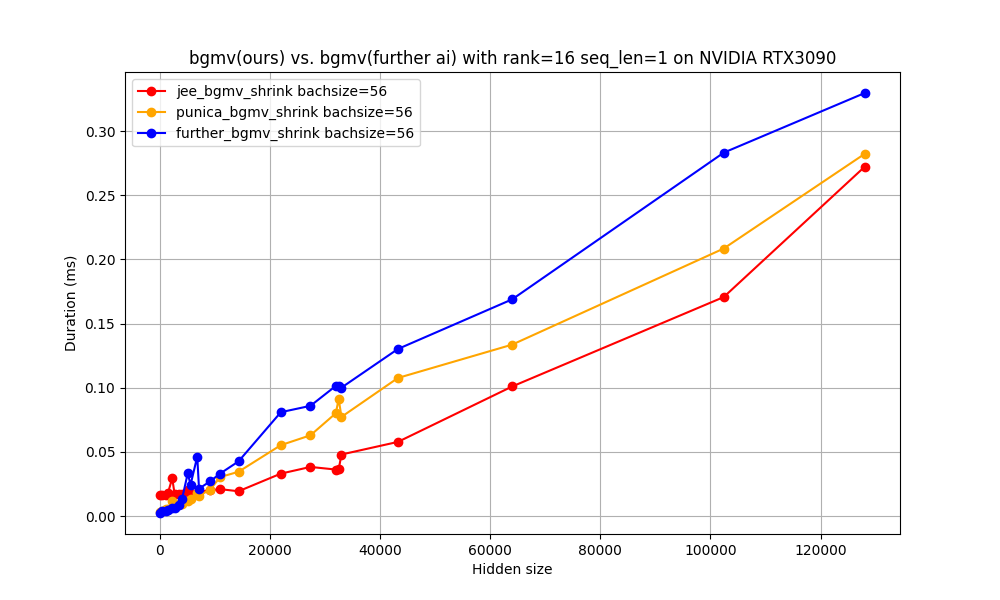 bgmv(ours) vs. bgmv(further ai) with rank=16 seq_len=1 on NVIDIA RTX3090
jee_bgmv_shrink bachsize=56
punica_bgmv_shrink bachsize=56
further_bgmv_shrink bachsize=56
0.30
0.25
0.20
0.15
0.10
0.05
0.00
Duration (ms)
0 20000 40000 60000 80000 100000 120000
Hidden size